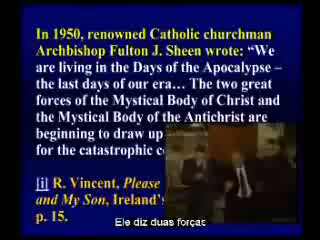 In 1950, renowned Catholic churchman
Archbishop Fulton J. Sheen wrote: “We
are living in the Days of the Apocalypse –
the last days of our era… The two great
forces of the Mystical Body of Christ and
the Mystical Body of the Antichrist are
beginning to draw up
for the catastrophic
[i] R. Vincent, Please
and My Son, Ireland’s
p. 15.
Ele diz duas forças